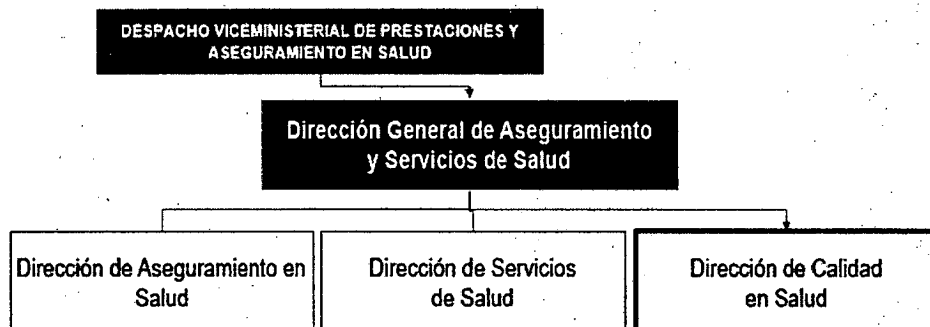 DESPACHO VICEMINISTERIAL DE PRESTACIONES Y
ASEGURAMIENTO EN SALUD
Dirección General de Aseguramiento
y Servicios de Salud
Dirección de Aseguramiento en
Salud
Dirección de Servicios
de Salud
Dirección de Calidad
en Salud